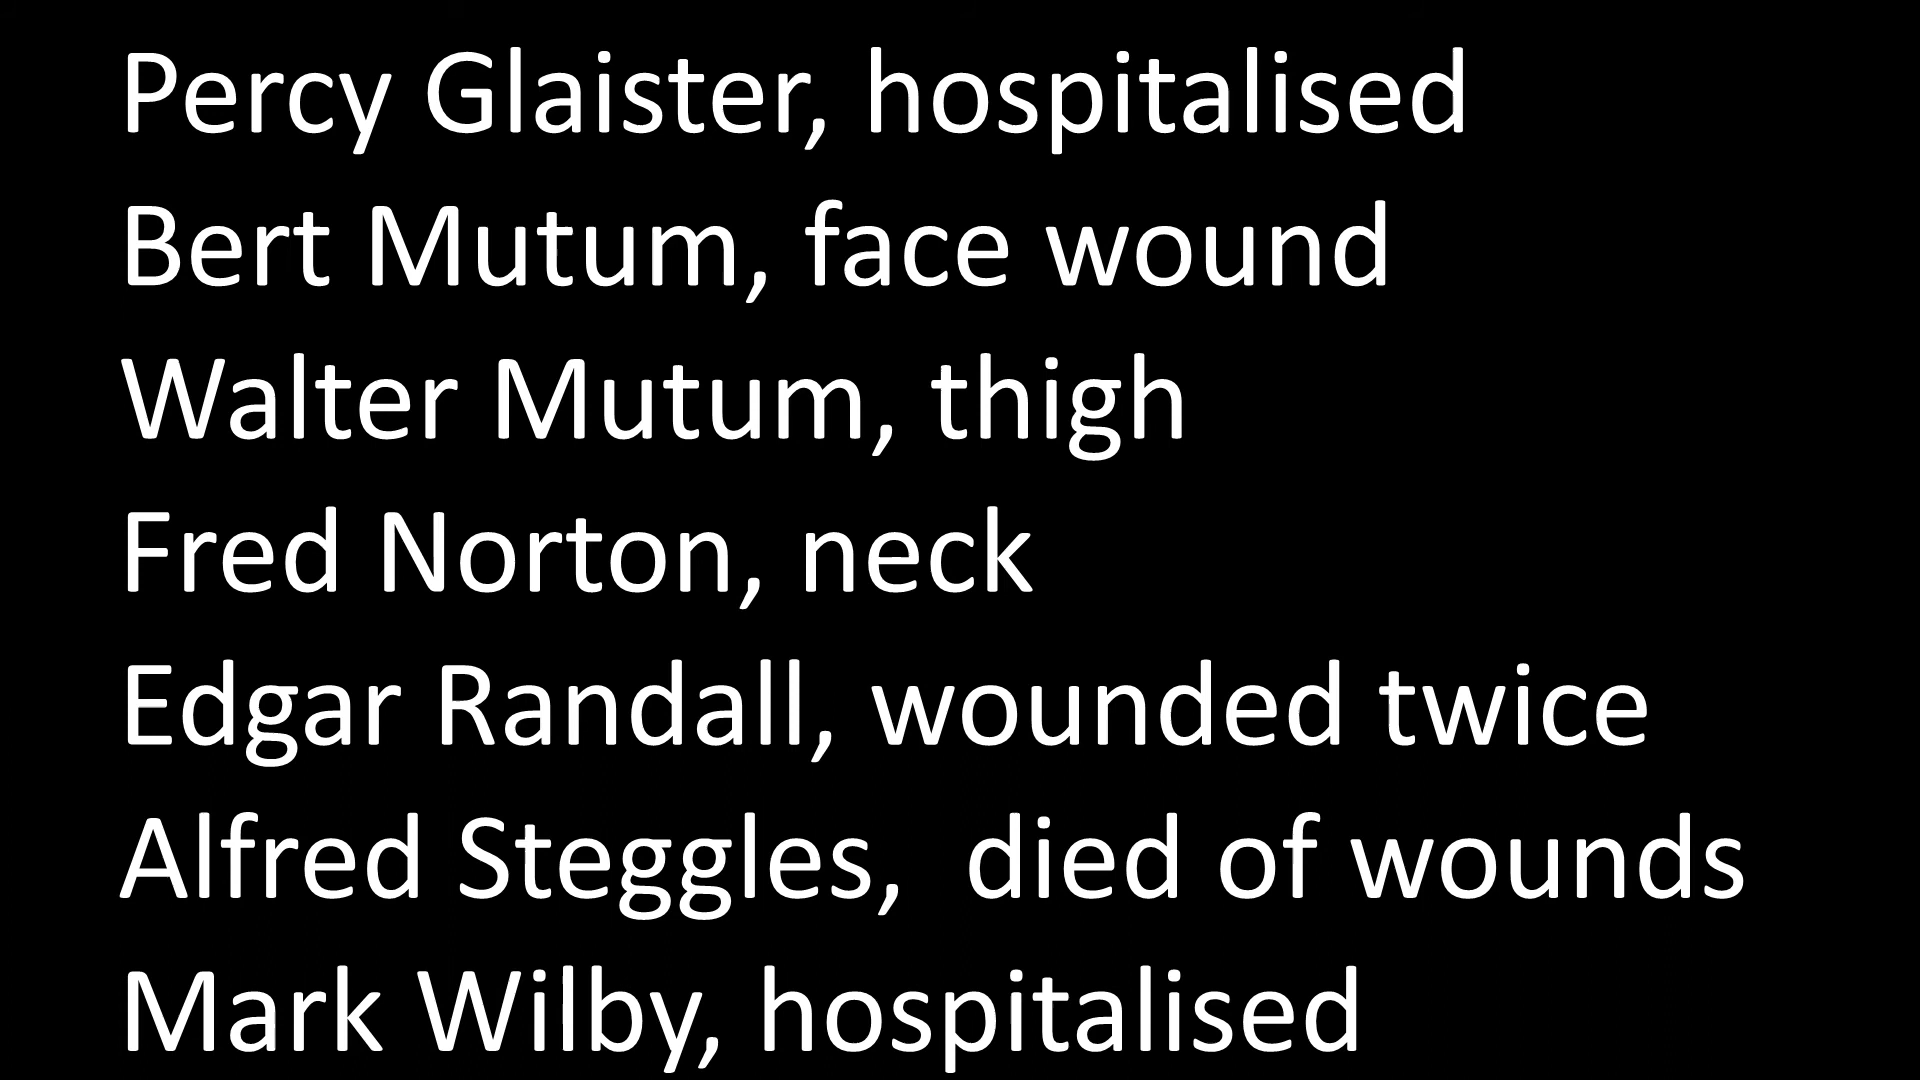 Percy Glaister, hospitalised
Bert Mutum, face wound
Walter Mutum, thigh
Fred Norton, neck
Edgar Randall, wounded twice
Alfred Steggles,  died of wounds
Mark Wilby, hospitalised